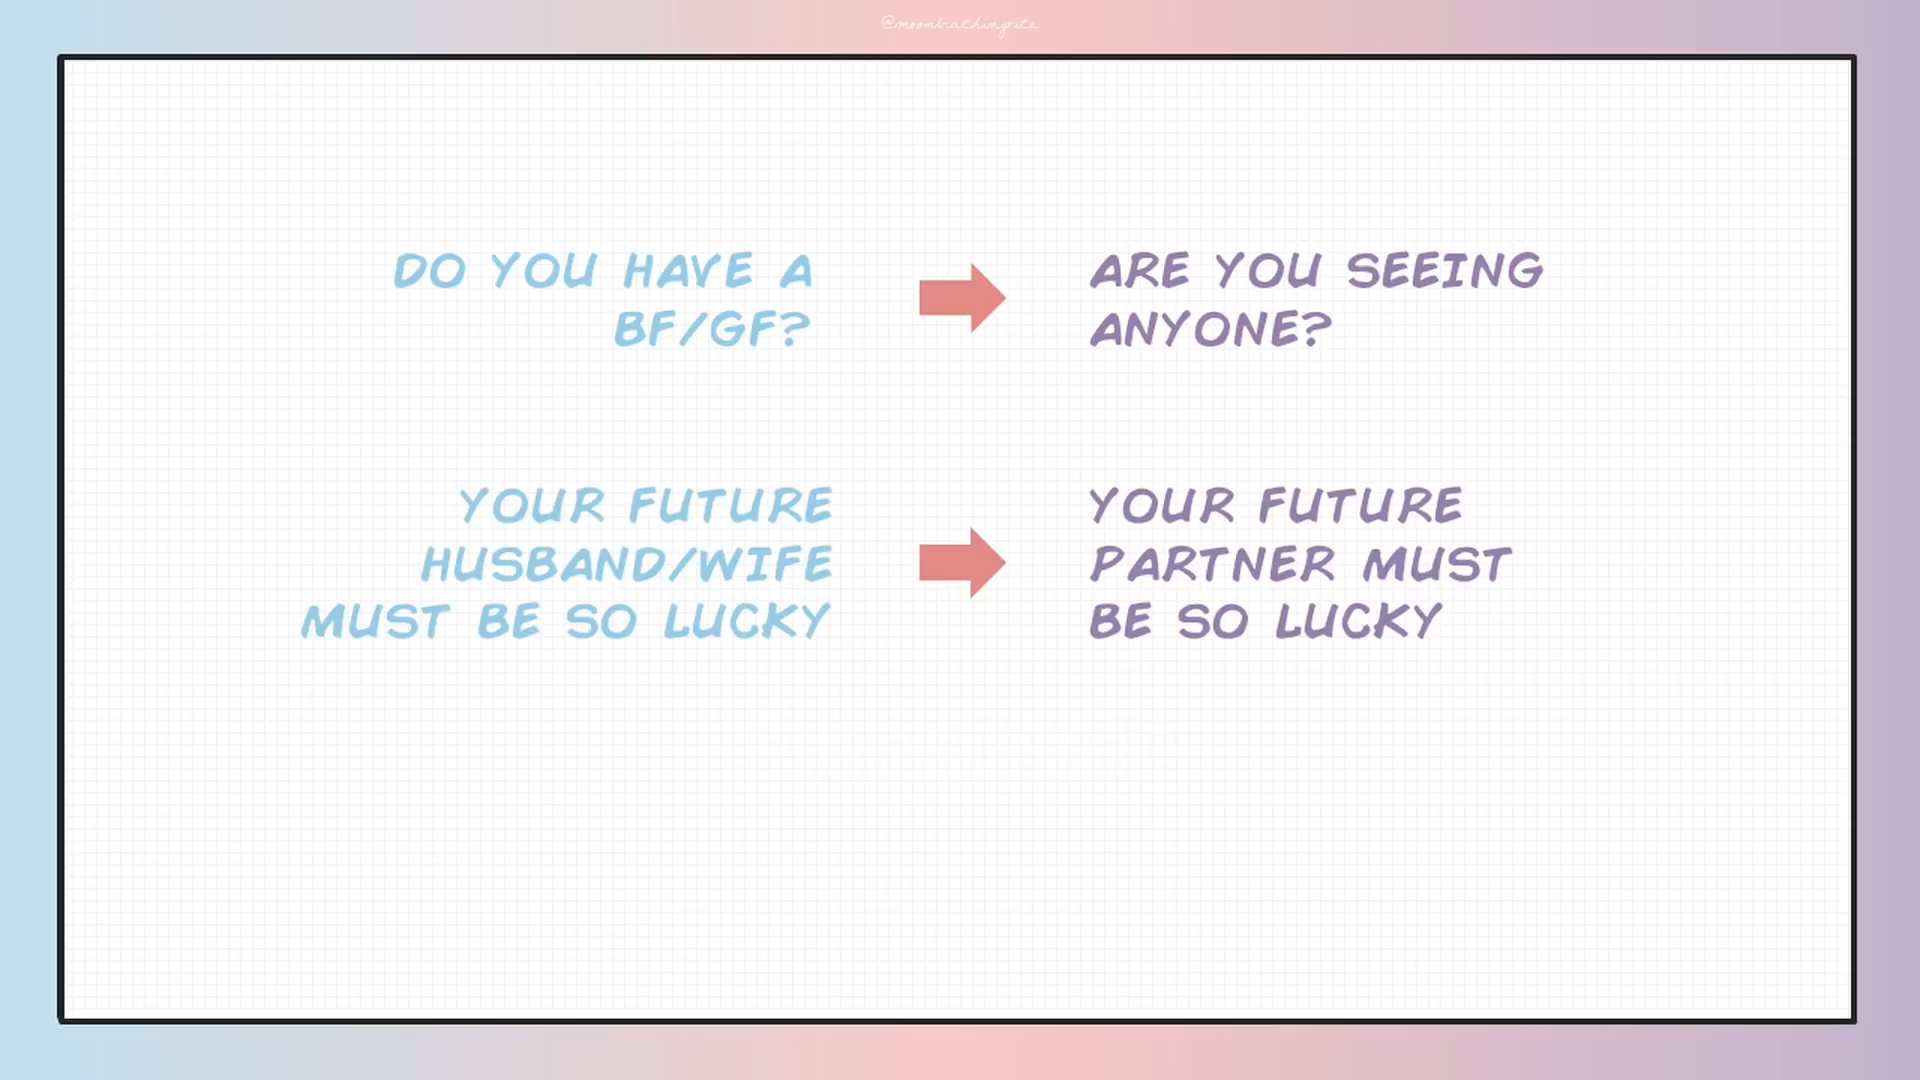 @moombathingrite
DO YOU HAVE A
BF/GF?
ARE YOU SEEING
ANYONE?
YOUR FUTURE
HUSBAND/WIFE
MUST BE SO LUCKY
YOUR FUTURE
PARTNER MUST
BE SO LUCKY